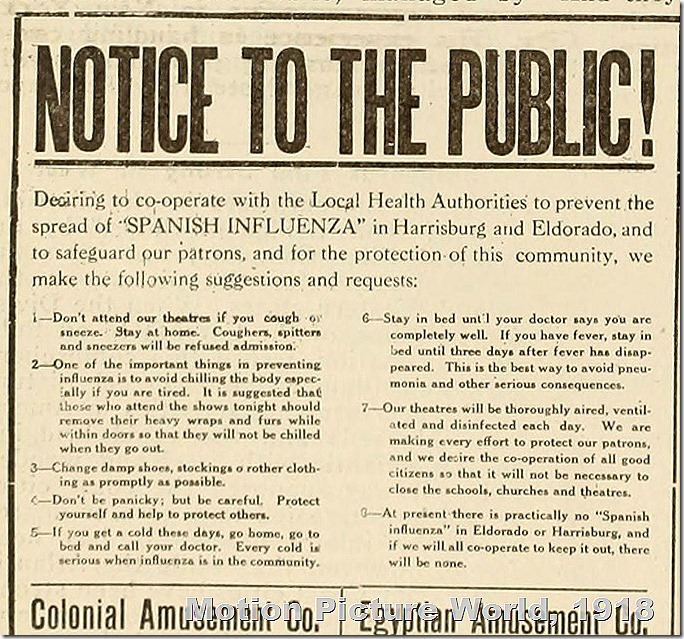 NOTICE TO THE PUBLIC!
Desiring to co-operate with the Local Health Authorities to prevent the
spread of "SPANISH INFLUENZA" in Harrisburg and Eldorado, and
to safeguard our patrons, and for the protection of this community, we
make the following suggestions and requests:
1—Don't attend our theatres if you cough or
sneeze. Stay at home. Coughers, spitters
and sneezers will be refused admission.
2—One of the important things in preventing
influenza is to avoid chilling the body espec-
ially if you are tired. It is suggested that
those who attend the shows tonight should
remove their heavy wraps and furs while
within doors so that they will not be chilled
when they go out.
3—Change damp shoes, stockings o rother cloth-
ing as promptly as possible.
4—Don't be panicky; but be careful. Protect
yourself and help to protect others.
5—If you get a cold these days, go home, go to
bed and call your doctor. Every cold is
serious when influenza is in the community.
6—Stay in bed until your doctor says you are
completely well. If you have fever, stay in
bed until three days after fever has disap-
peared. This is the best way to avoid pneu-
monia and other serious consequences.
7—Our theatres will be thoroughly aired, ventil-
ated and disinfected each day. We are
making every effort to protect our patrons,
and we desire the co-operation of all good
citizens so that it will not be necessary to
close the schools, churches and theatres.
8—At present there is practically no "Spanish
influenza" in Eldorado or Harrisburg, and
if we will all co-operate to keep it out, there
will be none.
Colonial Amusement Co.
Egyptian Amusement Co.
Motion Picture World, 1918